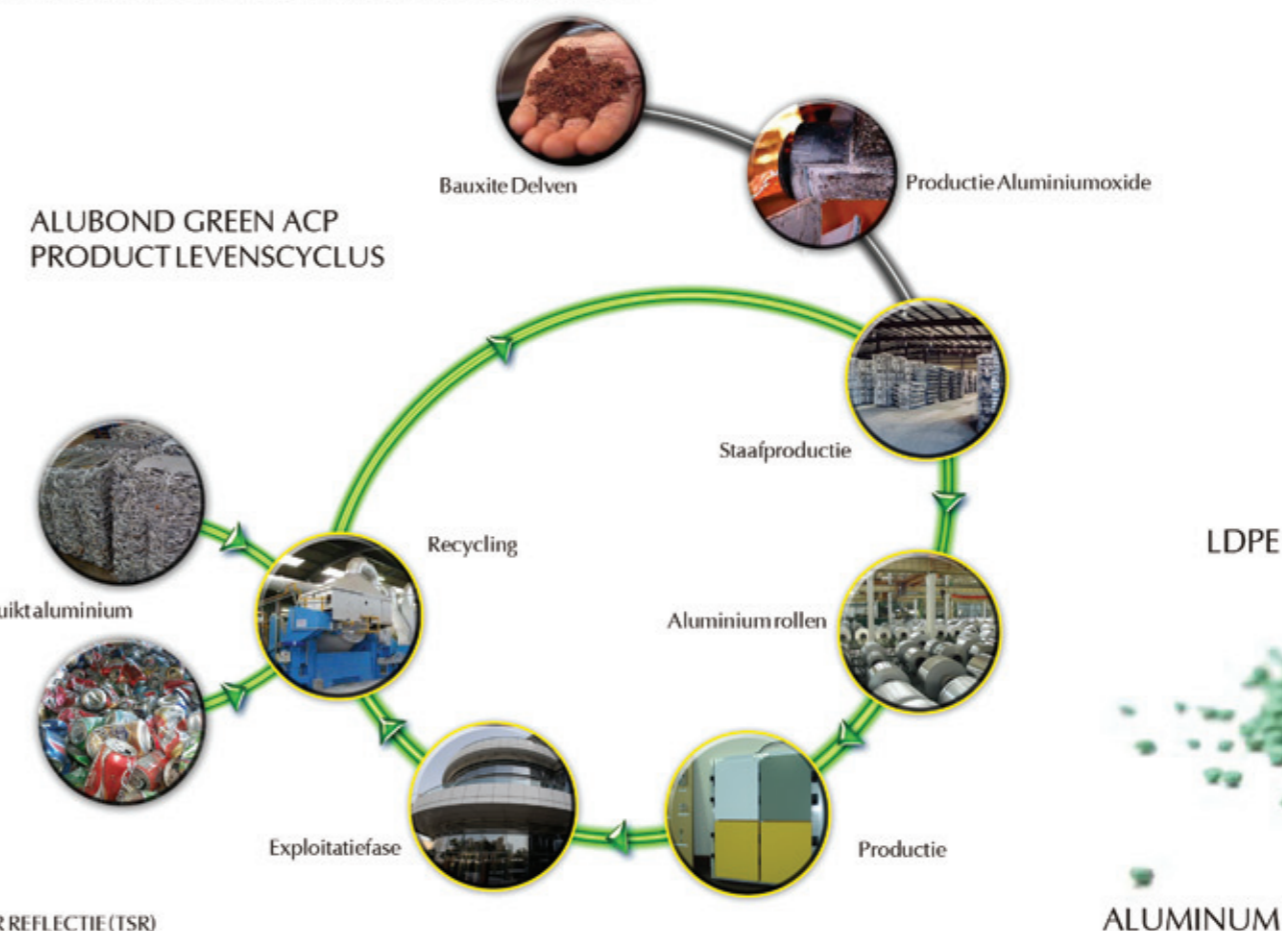 Bauxite Delven
Productie Aluminiumoxide
ALUBOND GREEN ACP
PRODUCT LEVENSCYCLUS
Staafproductie
LDPE
Recycling
aluminium
Aluminium rollen
Exploitatiefase
Productie
REFLECTIE (TSR)
ALUMINUM